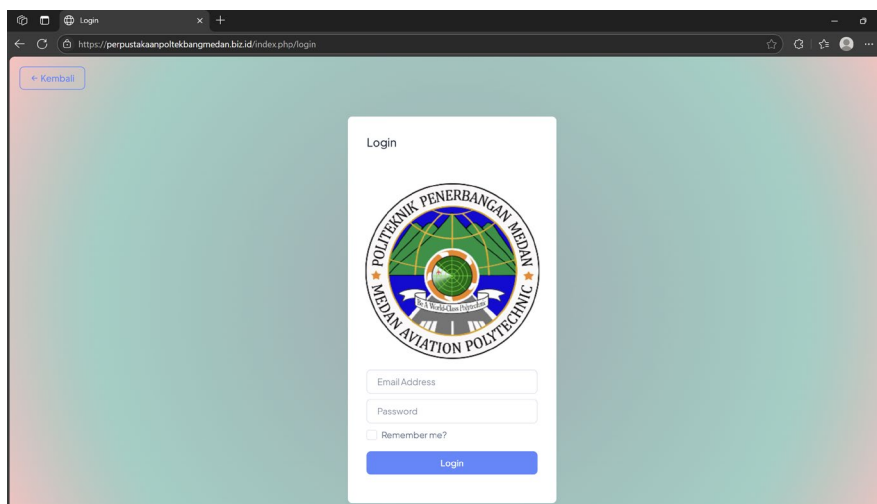 Login
https://perpustakaanpoltekbangmedan.biz.id/index.php/login
← Kembali
Login
POLITEKNIK PENERBANGAN MEDAN
Be A World-Class Polytechnic
MEDAN AVIATION POLYTECHNIC
Email Address
Password
Remember me?
Login